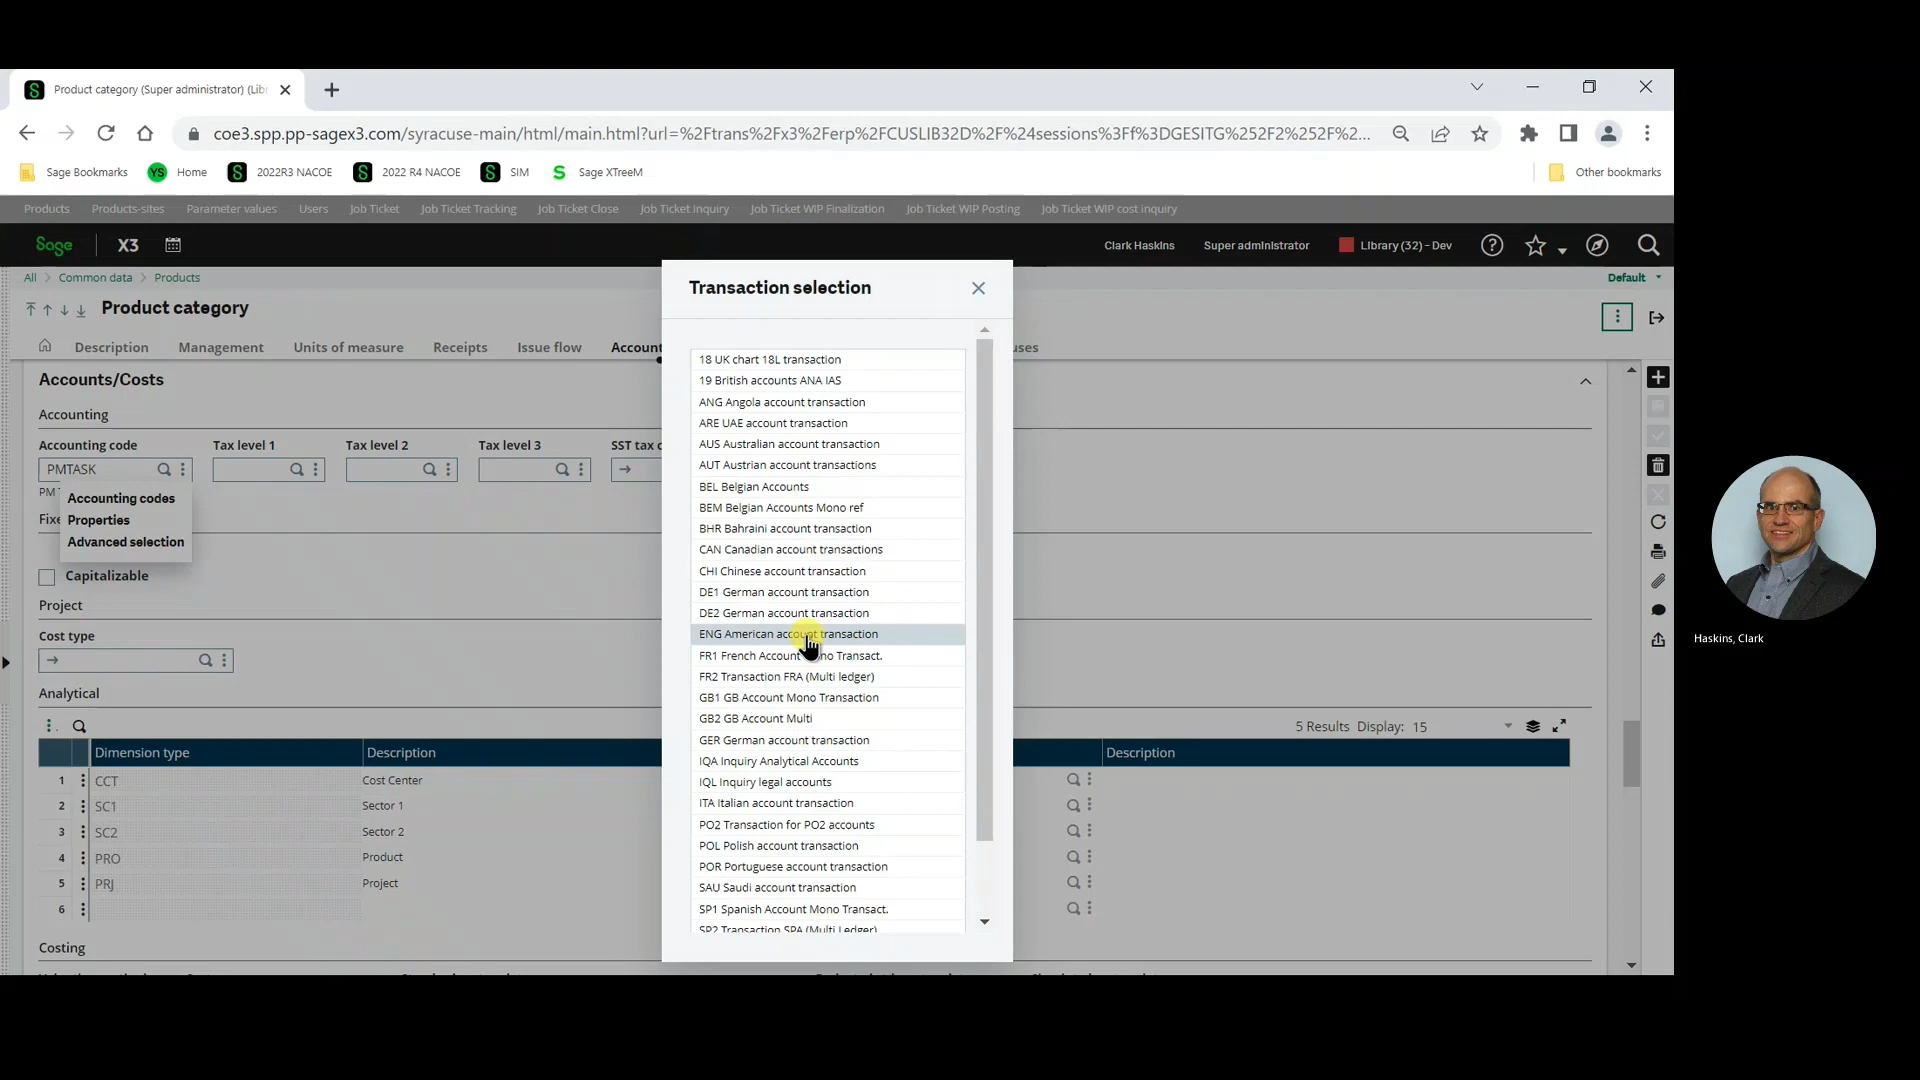 Product category (Super administrator) (Lib
coe3.spp.pp-sagex3.com/syracuse-main/html/main.html?url=%2Ftrans%2Fx3%2Ferp%2FCUSLIB32D%2F%24sessions%3Ff%3DGESITG%252F2%252F%2...
Sage Bookmarks YS Home S 2022R3 NACOE S 2022 R4 NACOE S SIM S Sage XTreeM Other bookmarks
Products Products-sites Parameter values Users Job Ticket Job Ticket Tracking Job Ticket Close Job Ticket Inquiry Job Ticket WIP Finalization Job Ticket WIP Posting Job Ticket WIP cost inquiry
Sage X3 Clark Haskins Super administrator Library (32) - Dev
All Common data Products Default
Product category
Description Management Units of measure Receipts Issue flow Account
Accounts/Costs
Accounting
Accounting code Tax level 1 Tax level 2 Tax level 3 SST tax c
PMTASK
PM
Accounting codes
Properties
Advanced selection
Fixe
Capitalizable
Project
Cost type
Analytical
5 Results Display: 15
Dimension type Description Description
1 CCT Cost Center
2 SC1 Sector 1
3 SC2 Sector 2
4 PRO Product
5 PRJ Project
6
Costing
Transaction selection
18 UK chart 18L transaction
19 British accounts ANA IAS
ANG Angola account transaction
ARE UAE account transaction
AUS Australian account transaction
AUT Austrian account transactions
BEL Belgian Accounts
BEM Belgian Accounts Mono ref
BHR Bahraini account transaction
CAN Canadian account transactions
CHI Chinese account transaction
DE1 German account transaction
DE2 German account transaction
ENG American account transaction
FR1 French Account Mono Transact.
FR2 Transaction FRA (Multi ledger)
GB1 GB Account Mono Transaction
GB2 GB Account Multi
GER German account transaction
IQA Inquiry Analytical Accounts
IQL Inquiry legal accounts
ITA Italian account transaction
PO2 Transaction for PO2 accounts
POL Polish account transaction
POR Portuguese account transaction
SAU Saudi account transaction
SP1 Spanish Account Mono Transact.
SP2 Transaction SPA (Multi Ledger)
Haskins, Clark